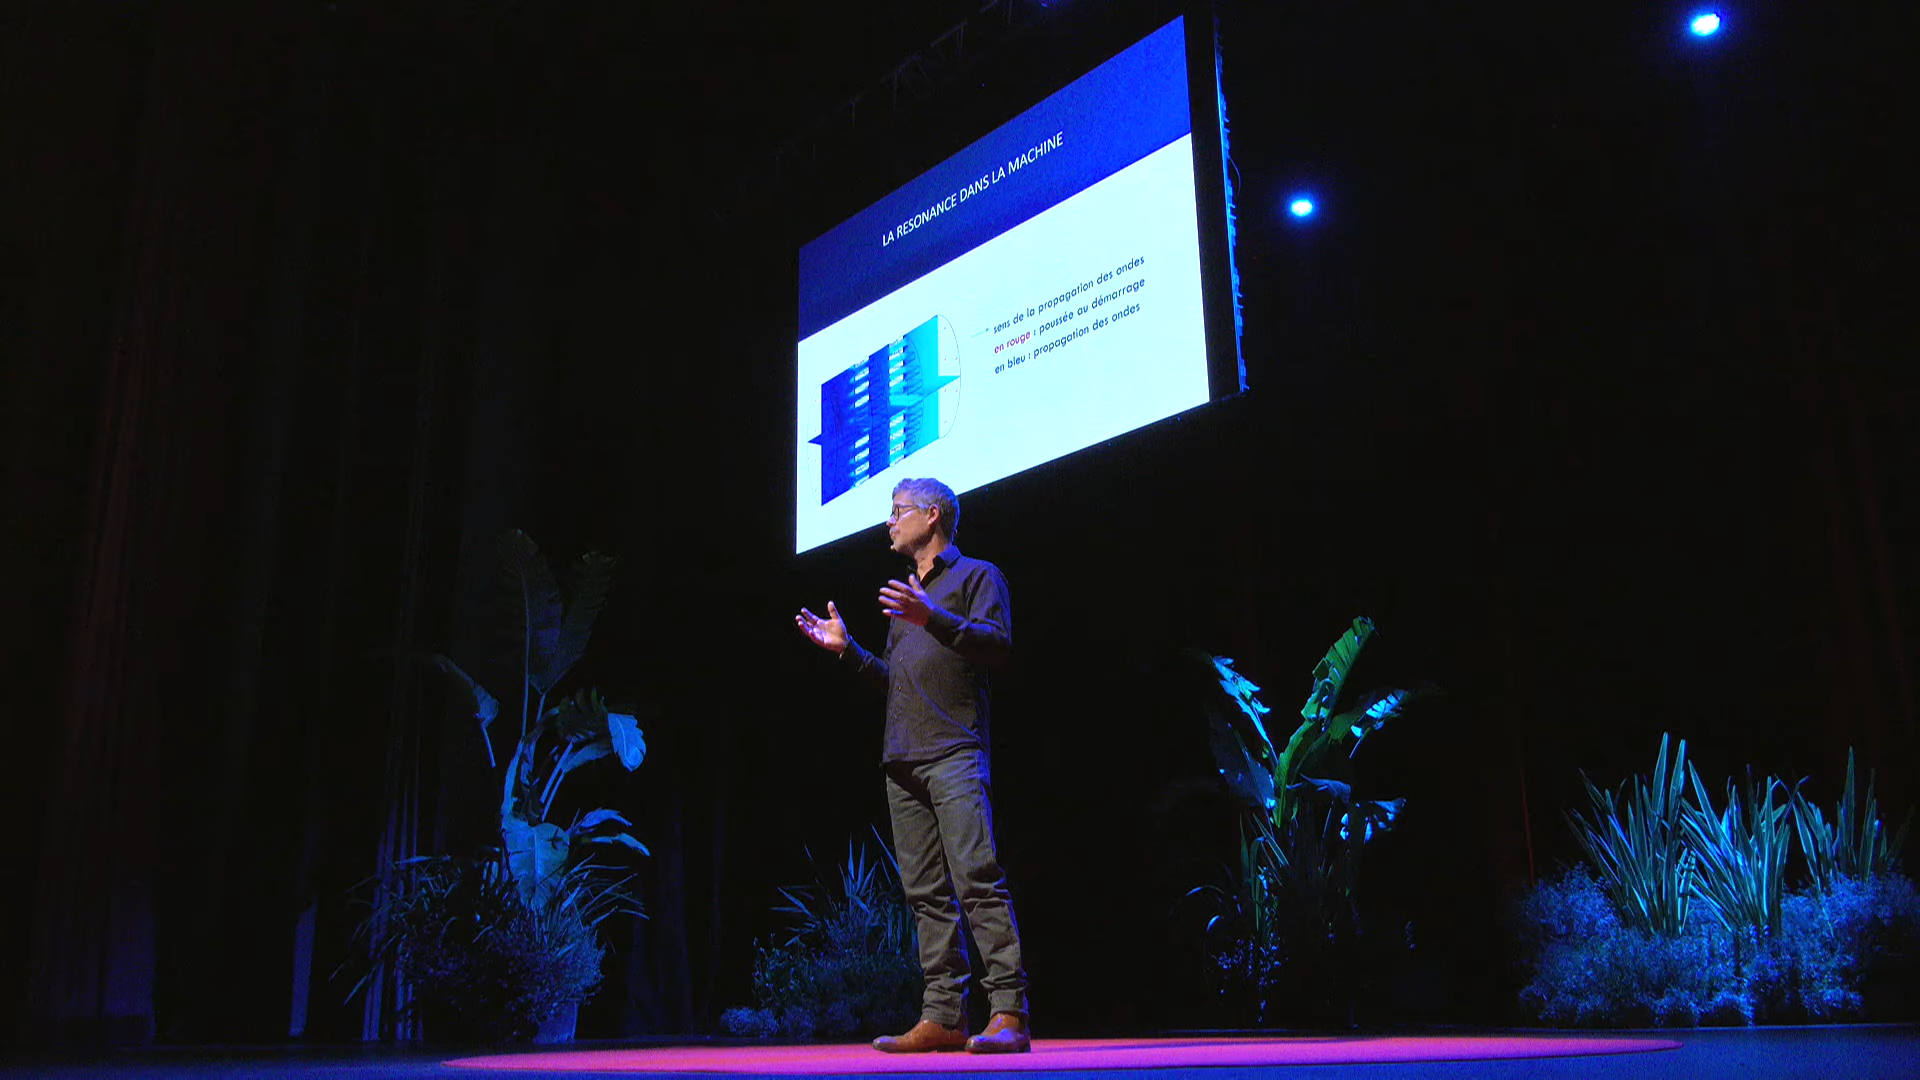 LA RESONANCE DANS LA MACHINE
sens de la propagation des ondes
en rouge : poussée au démarrage
en bleu : propagation des ondes